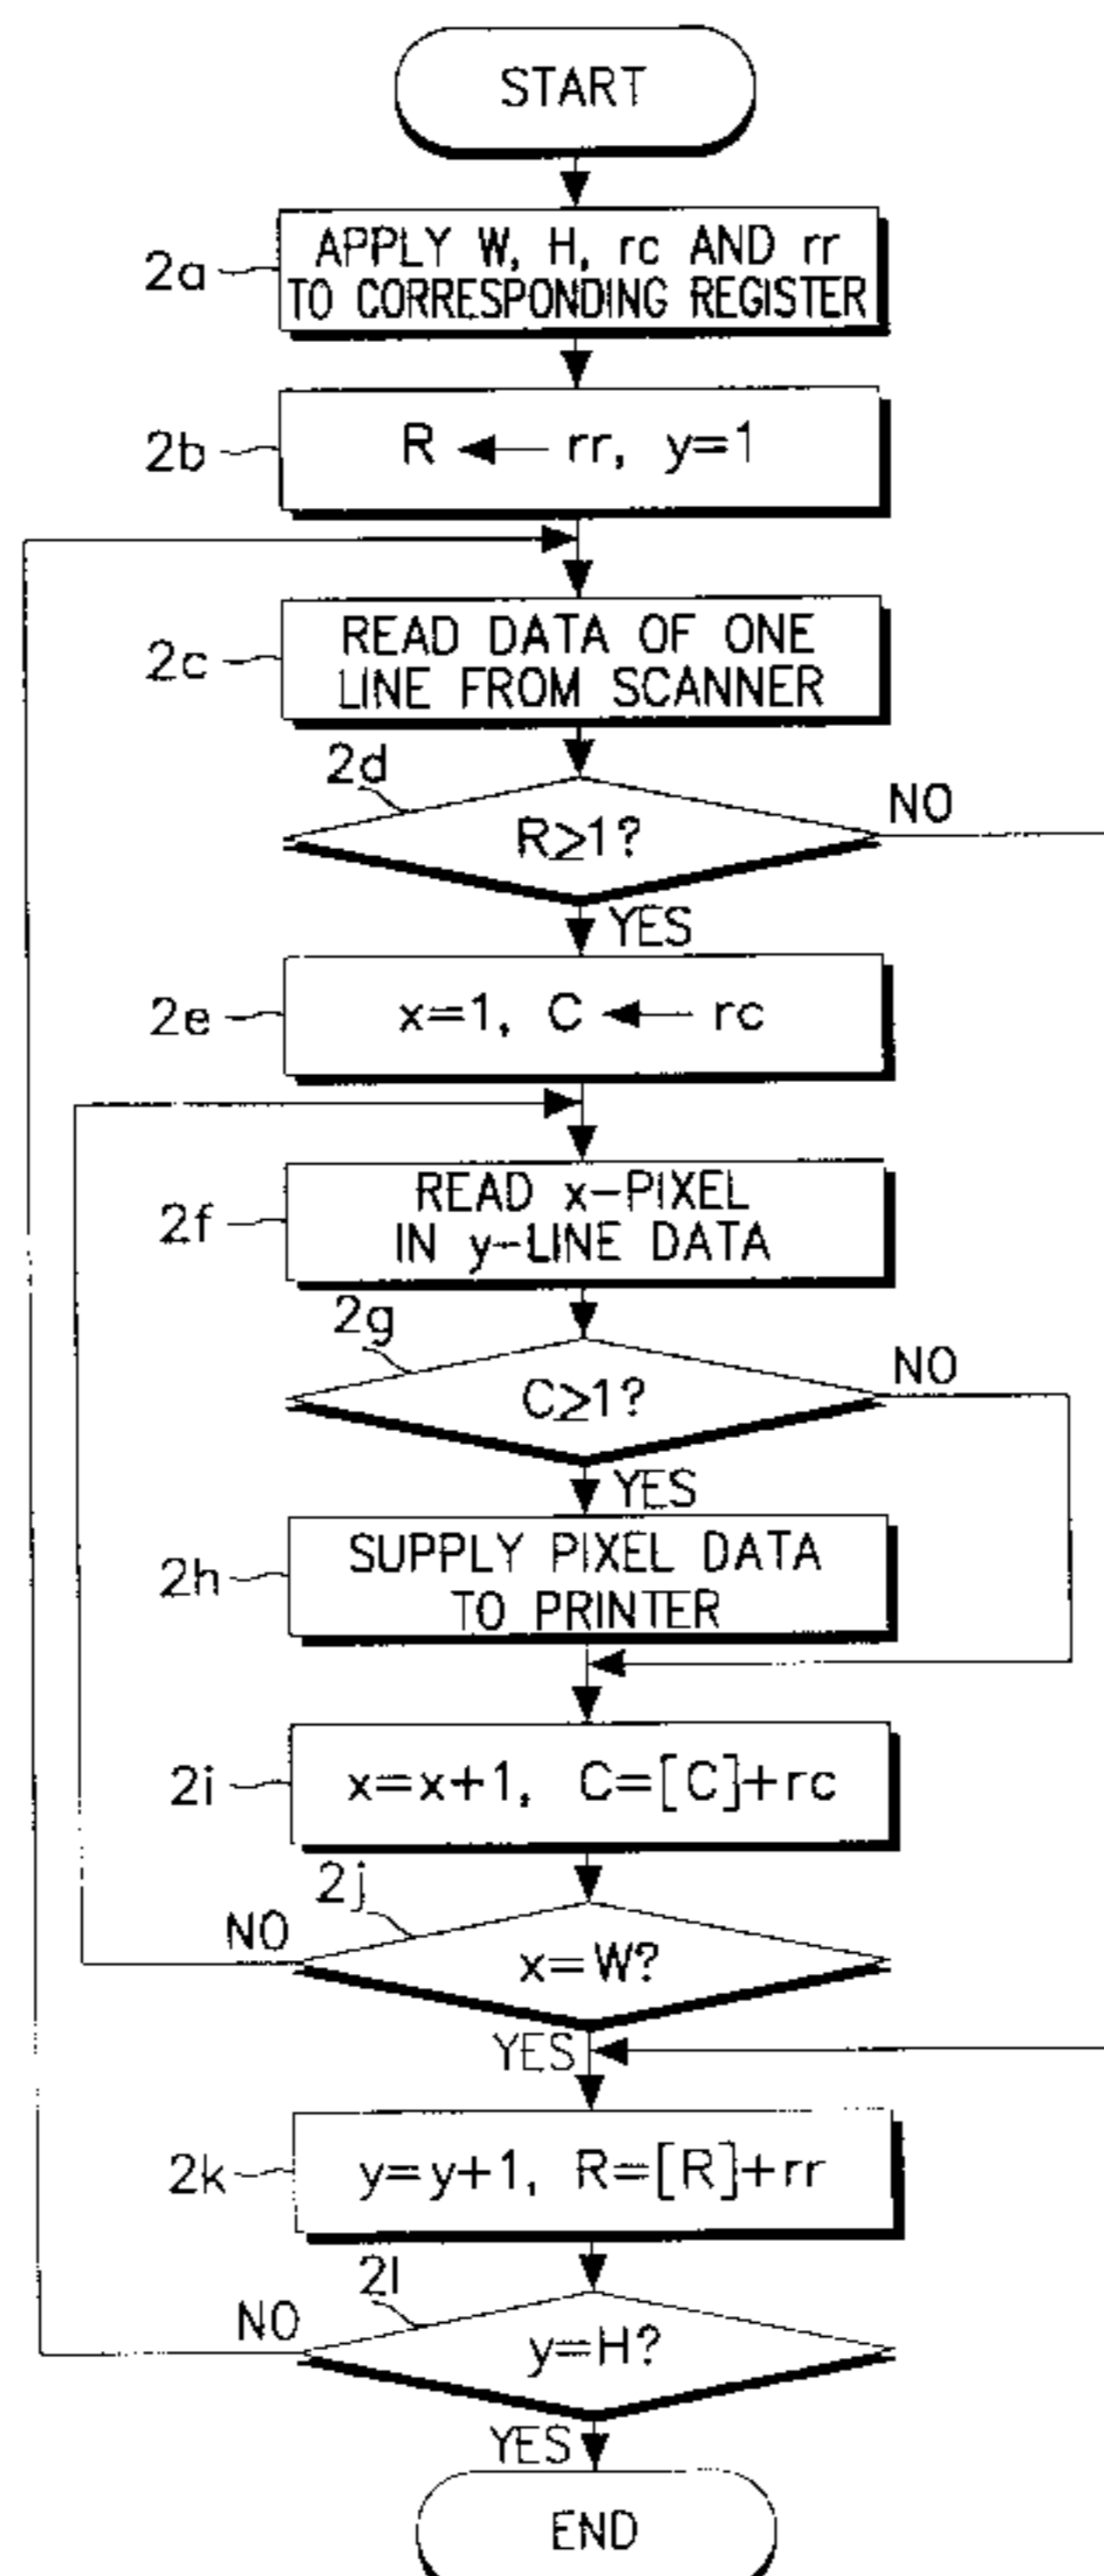 START
2a
APPLY W, H, rc AND rr
TO CORRESPONDING REGISTER
2b
R ← rr, y=1
2c
READ DATA OF ONE
LINE FROM SCANNER
2d
R≥1?
NO
YES
2e
x=1, C ← rc
2f
READ x-PIXEL
IN y-LINE DATA
2g
C≥1?
NO
YES
2h
SUPPLY PIXEL DATA
TO PRINTER
2i
x=x+1, C=[C]+rc
2j
NO
x=W?
YES
2k
y=y+1, R=[R]+rr
2l
NO
y=H?
YES
END